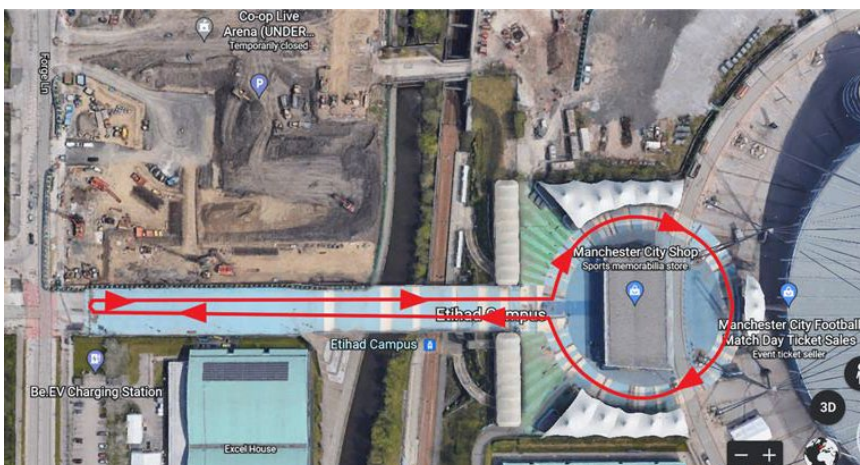 Co-op Live
Arena (UNDER...
Temporarily closed
P
Forge Ln
Manchester City Shop
Sports memorabilia store
Etihad Campus
Manchester City Football
Match Day Ticket Sales
Event ticket seller
Etihad Campus
Be.EV Charging Station
3D
Excel House